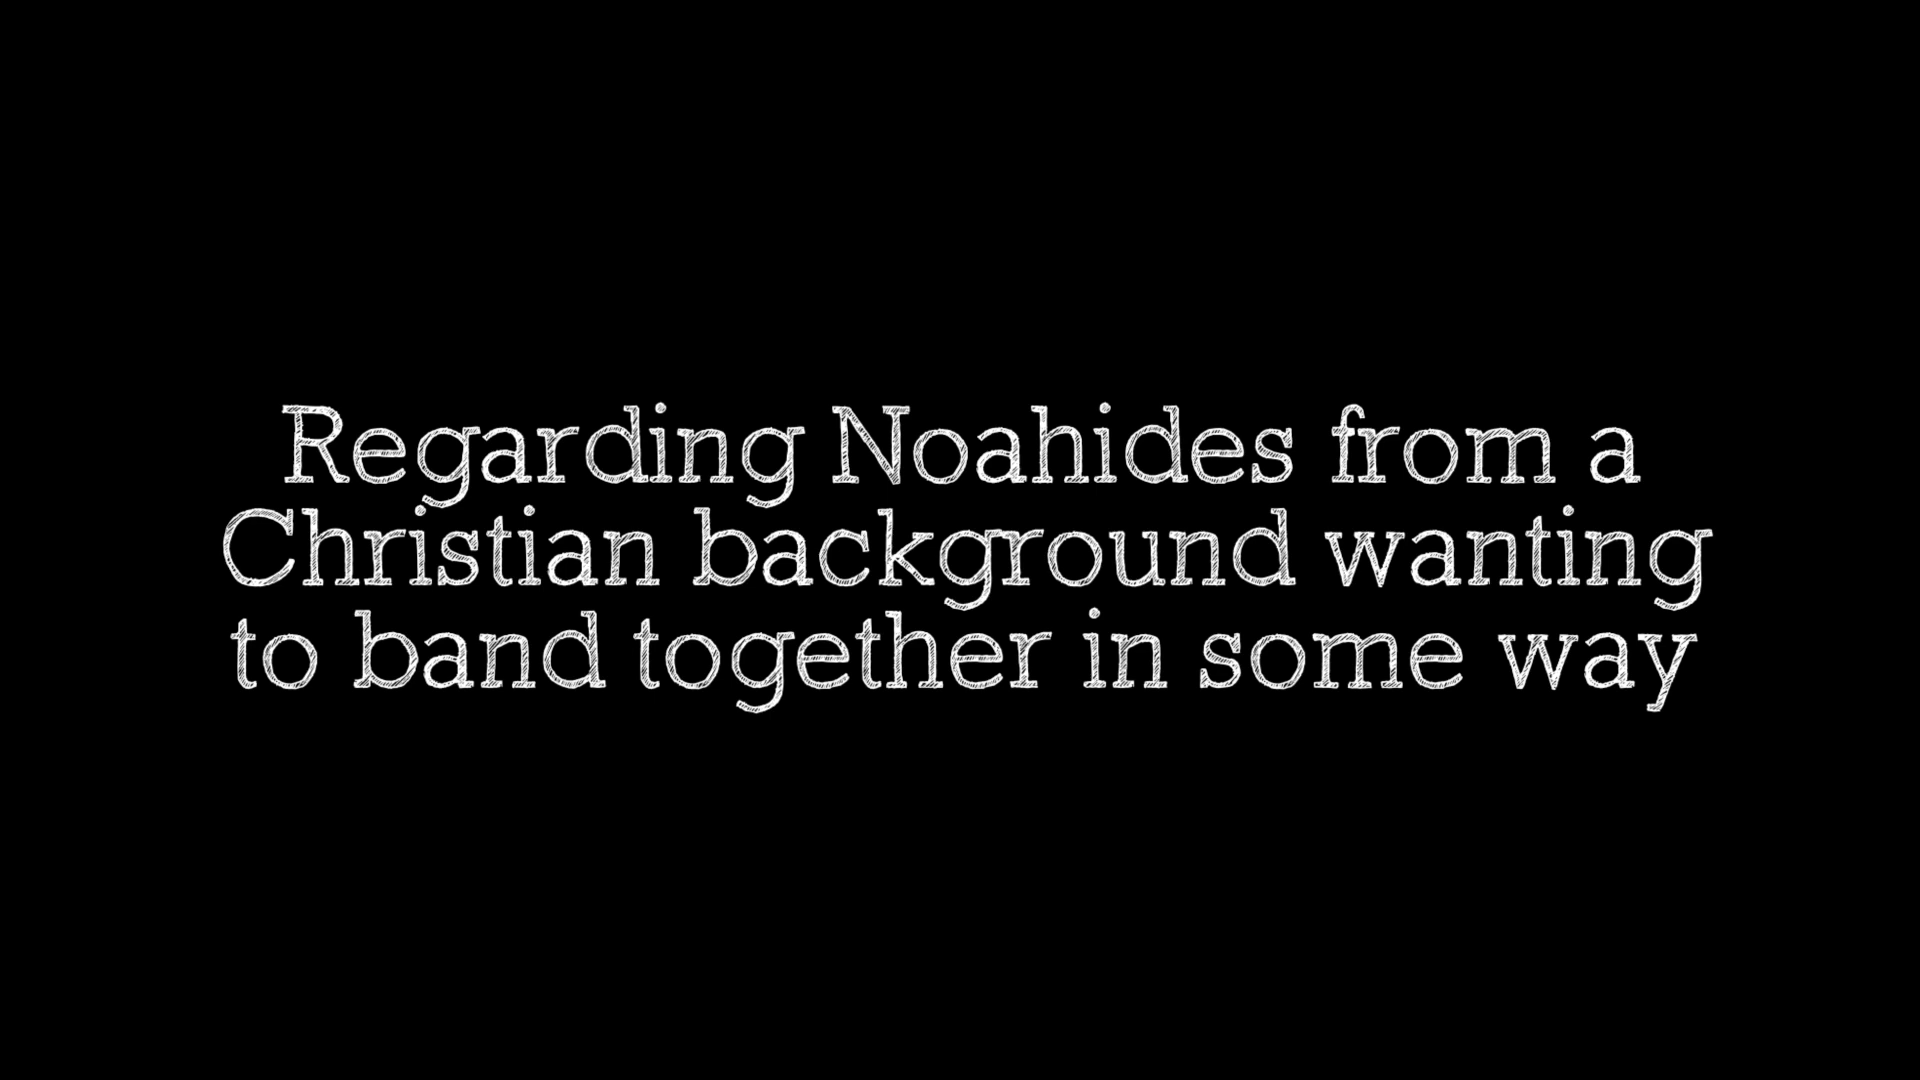 Regarding Noahides from a
Christian background wanting
to band together in some way